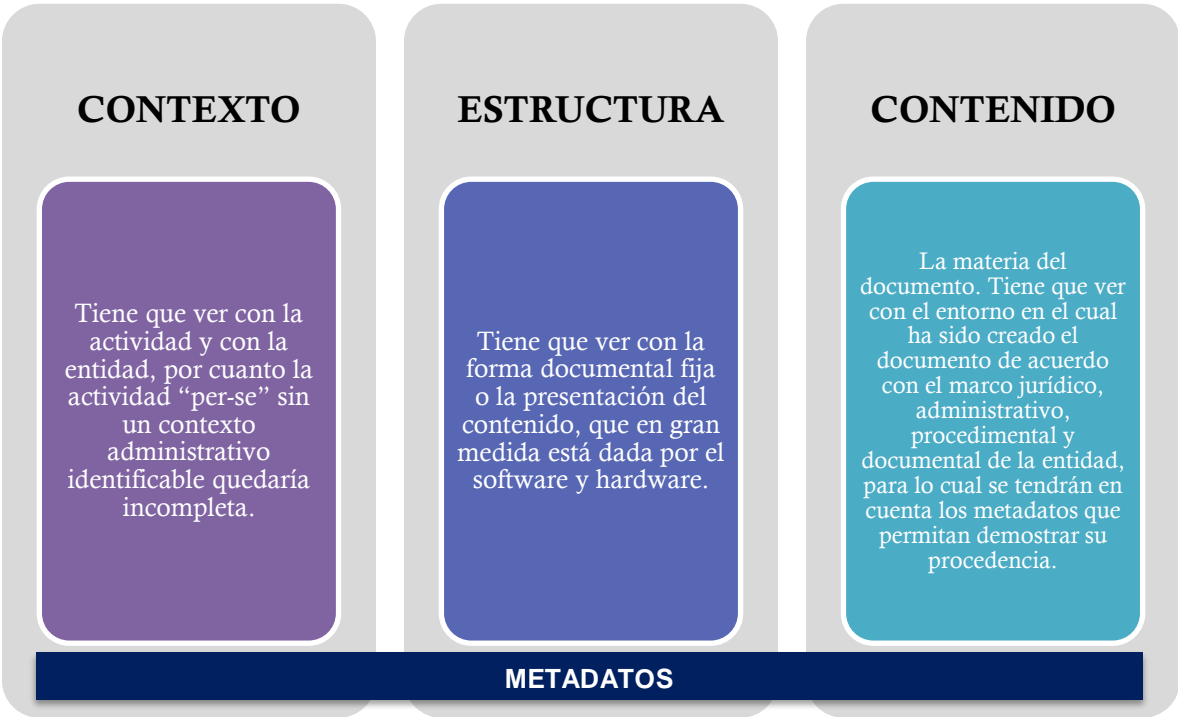 CONTEXTO
Tiene que ver con la
actividad y con la
entidad, por cuanto la
actividad “per-se” sin
un contexto
administrativo
identificable quedaría
incompleta.
ESTRUCTURA
Tiene que ver con la
forma documental fija
o la presentación del
contenido, que en gran
medida está dada por el
software y hardware.
CONTENIDO
La materia del
documento. Tiene que ver
con el entorno en el cual
ha sido creado el
documento de acuerdo
con el marco jurídico,
administrativo,
procedimental y
documental de la entidad,
para lo cual se tendrán en
cuenta los metadatos que
permitan demostrar su
procedencia.
METADATOS